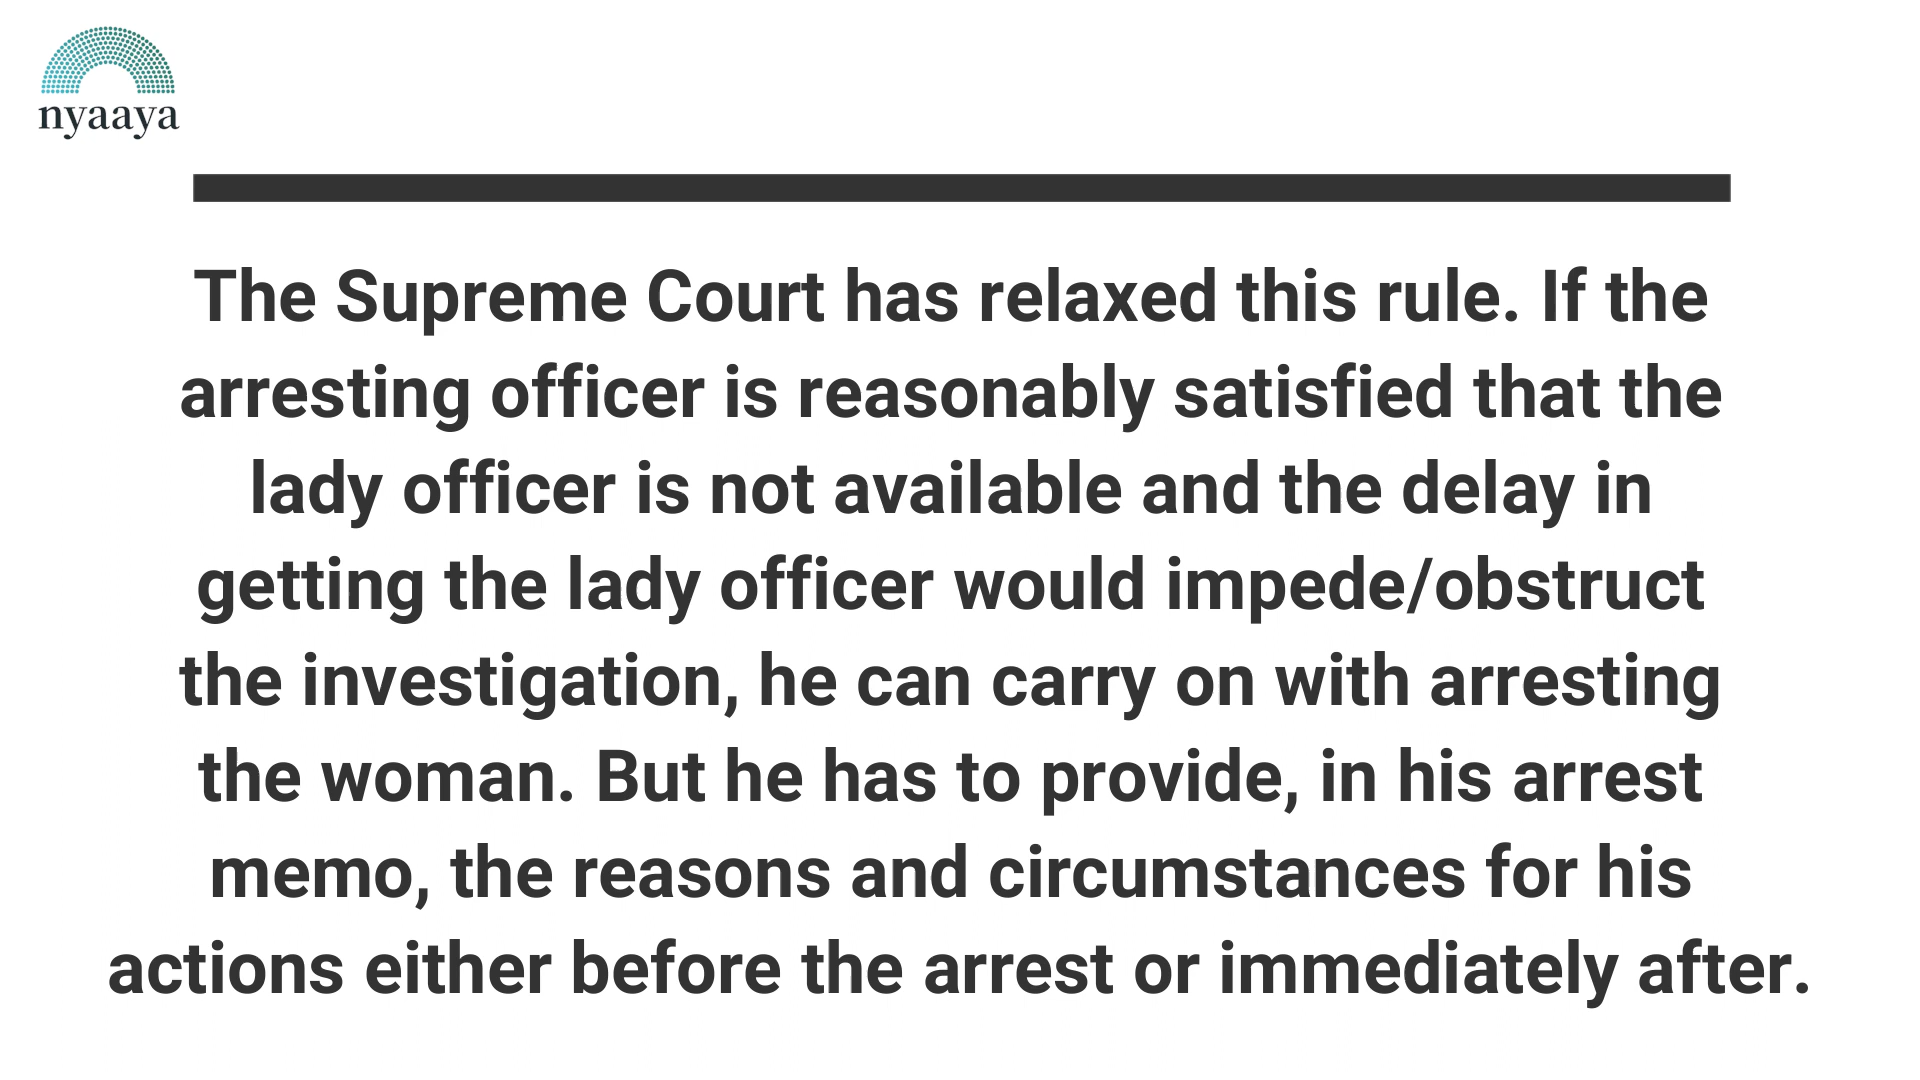 nyaaya
The Supreme Court has relaxed this rule. If the
arresting officer is reasonably satisfied that the
lady officer is not available and the delay in
getting the lady officer would impede/obstruct
the investigation, he can carry on with arresting
the woman. But he has to provide, in his arrest
memo, the reasons and circumstances for his
actions either before the arrest or immediately after.